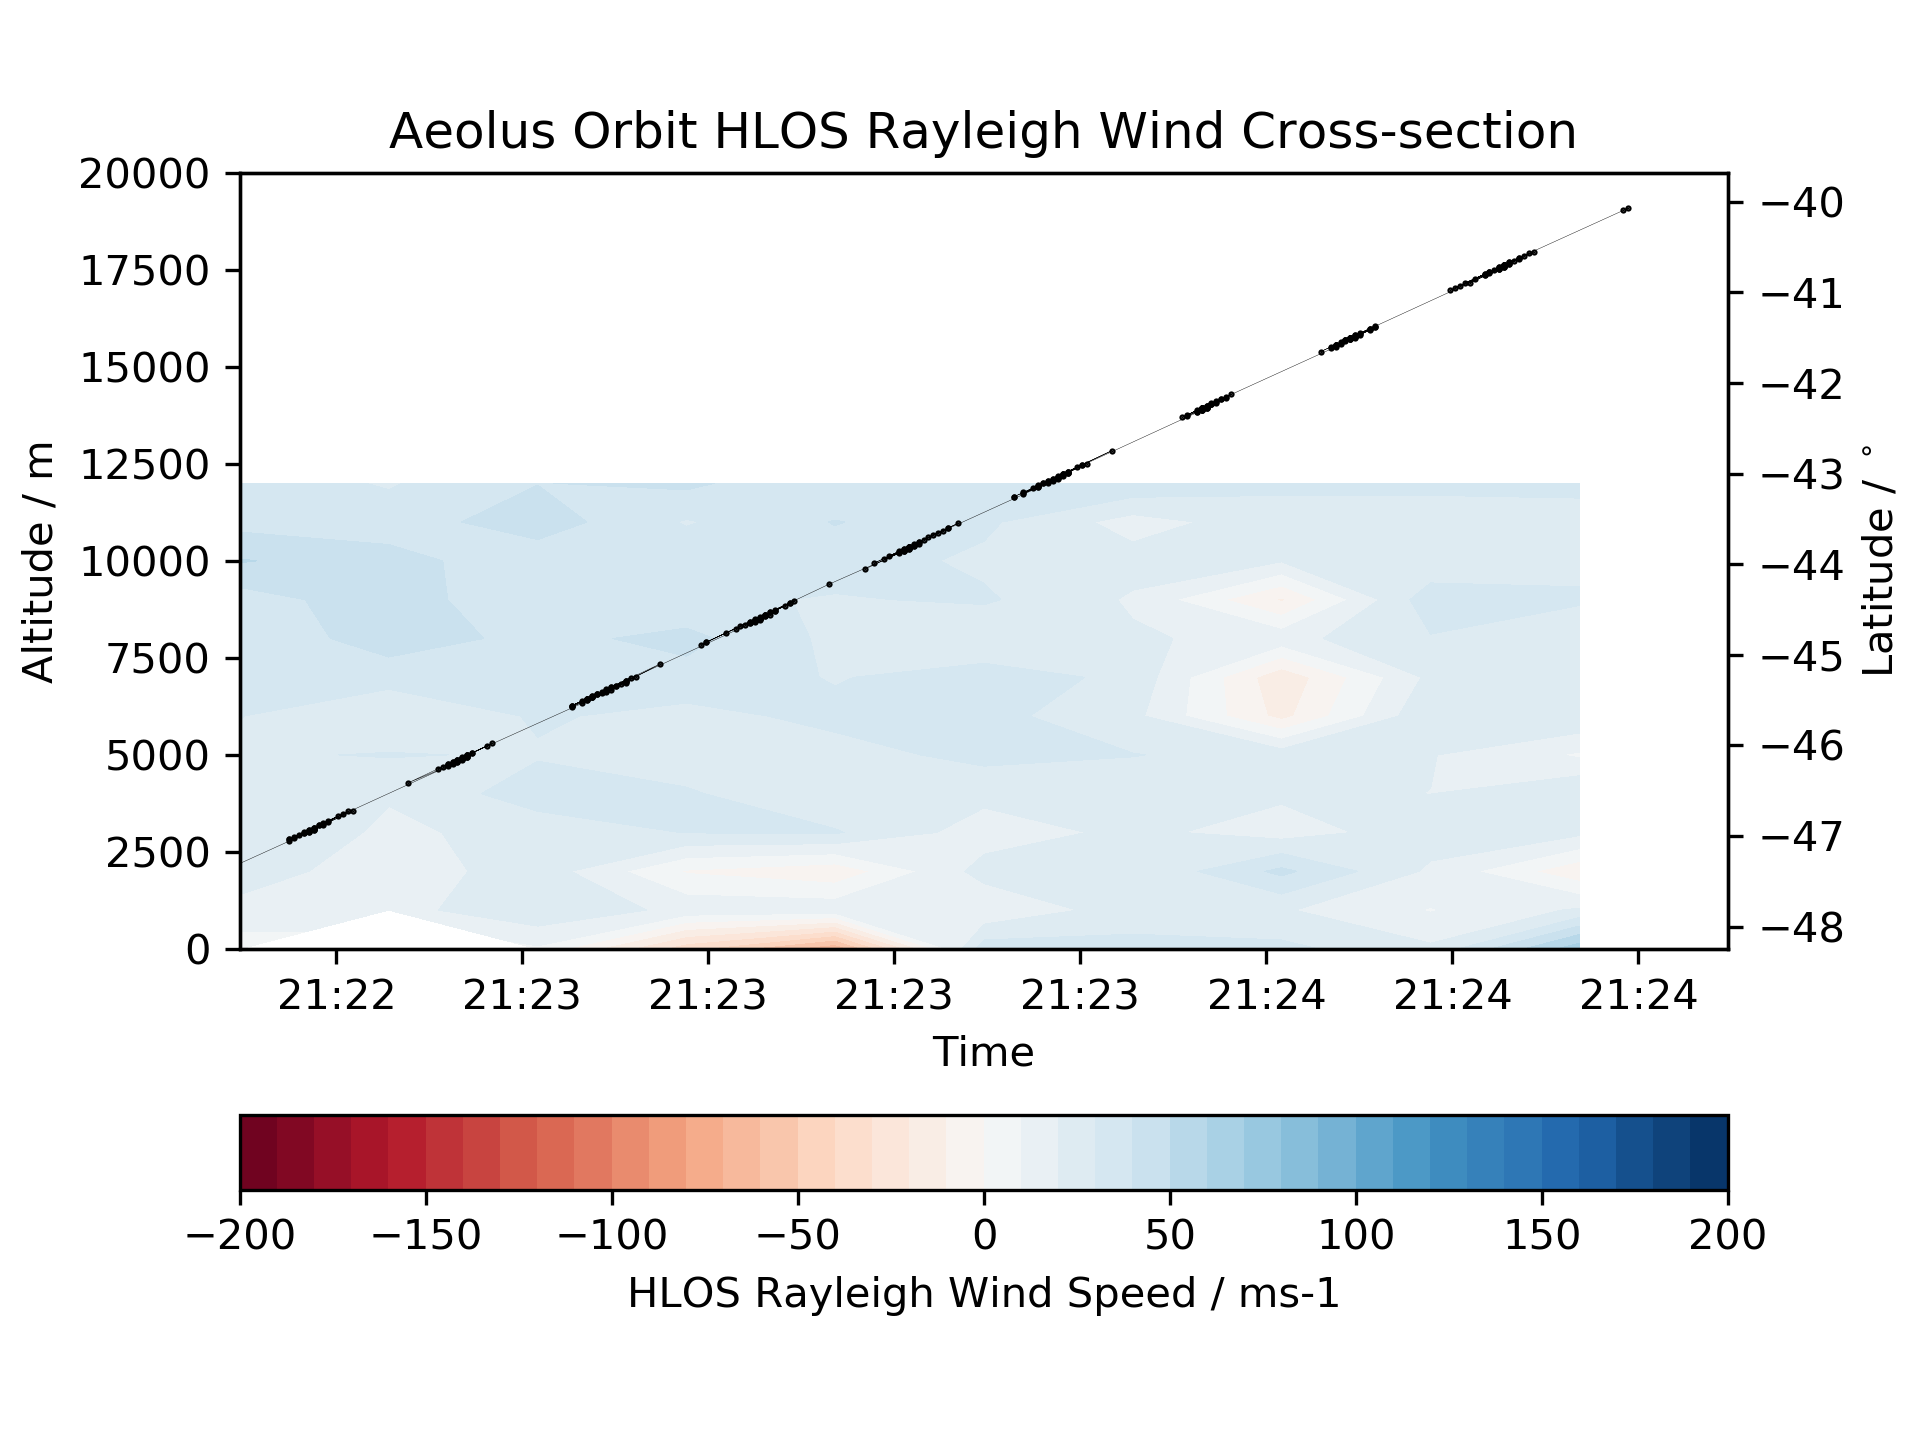 Aeolus Orbit HLOS Rayleigh Wind Cross-section
20000
17500
15000
12500
10000
7500
5000
2500
0
Altitude / m
−40
−41
−42
−43
−44
−45
−46
−47
−48
Latitude / °
21:22 21:23 21:23 21:23 21:23 21:24 21:24 21:24
Time
−200 −150 −100 −50 0 50 100 150 200
HLOS Rayleigh Wind Speed / ms-1